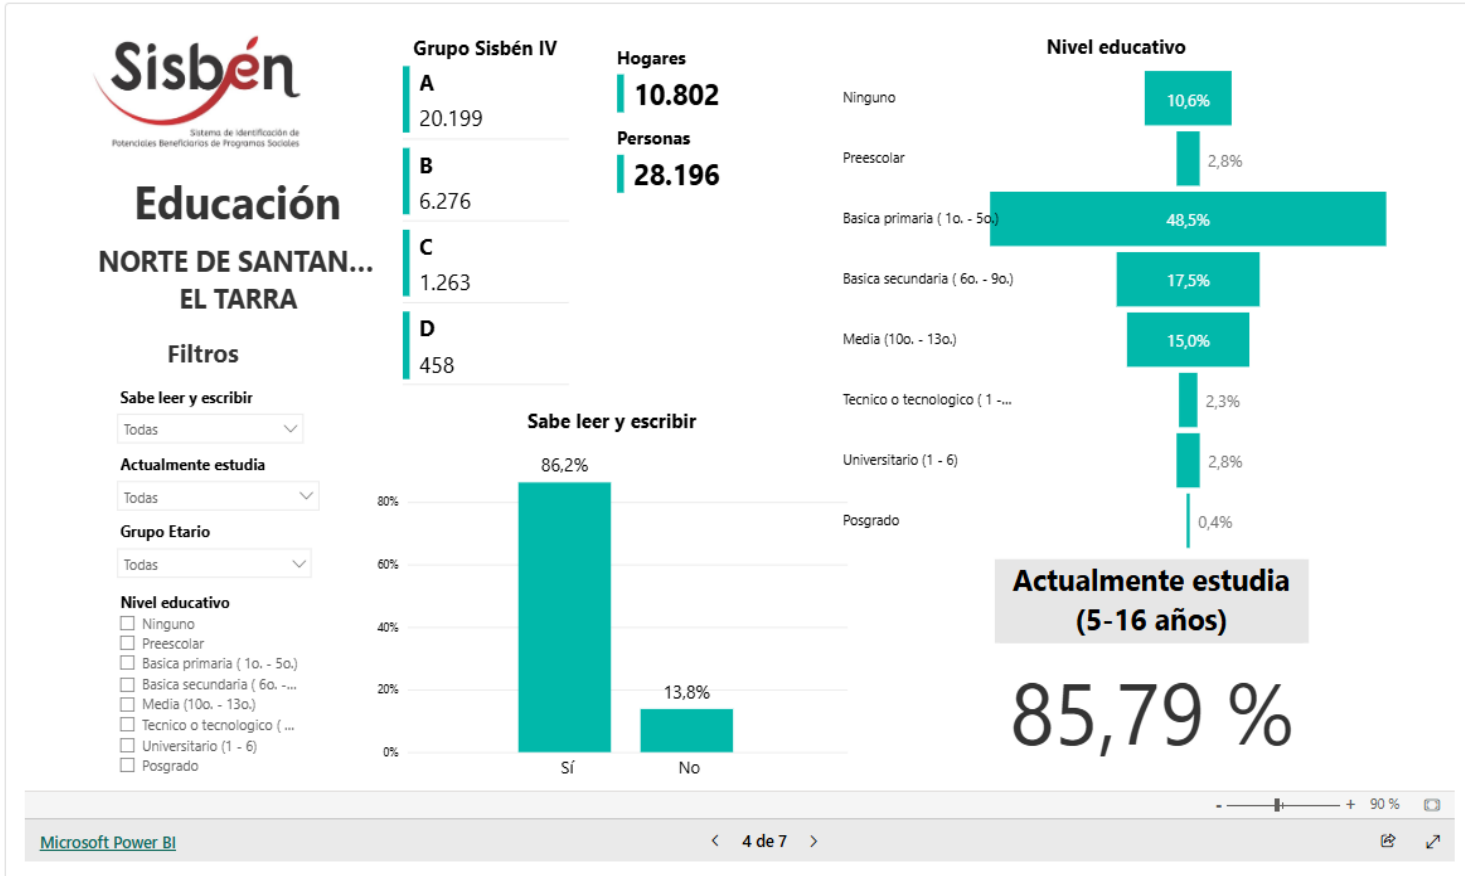 Sisbén
Sistema de Identificación de
Potenciales Beneficiarios de Programas Sociales
Educación
NORTE DE SANTAN...
EL TARRA
Filtros
Sabe leer y escribir
Todas
Actualmente estudia
Todas
Grupo Etario
Todas
Nivel educativo
Ninguno
Preescolar
Basica primaria ( 1o. - 5o.)
Basica secundaria ( 6o. -...
Media (10o. - 13o.)
Tecnico o tecnologico ( ...
Universitario (1 - 6)
Posgrado
Grupo Sisbén IV
A
20.199
B
6.276
C
1.263
D
458
Hogares
10.802
Personas
28.196
Sabe leer y escribir
86,2%
13,8%
80%
60%
40%
20%
0%
Sí No
Nivel educativo
Ninguno 10,6%
Preescolar 2,8%
Basica primaria ( 1o. - 5o.) 48,5%
Basica secundaria ( 6o. - 9o.) 17,5%
Media (10o. - 13o.) 15,0%
Tecnico o tecnologico ( 1 -... 2,3%
Universitario (1 - 6) 2,8%
Posgrado 0,4%
Actualmente estudia
(5-16 años)
85,79 %
- + 90 %
Microsoft Power BI
< 4 de 7 >